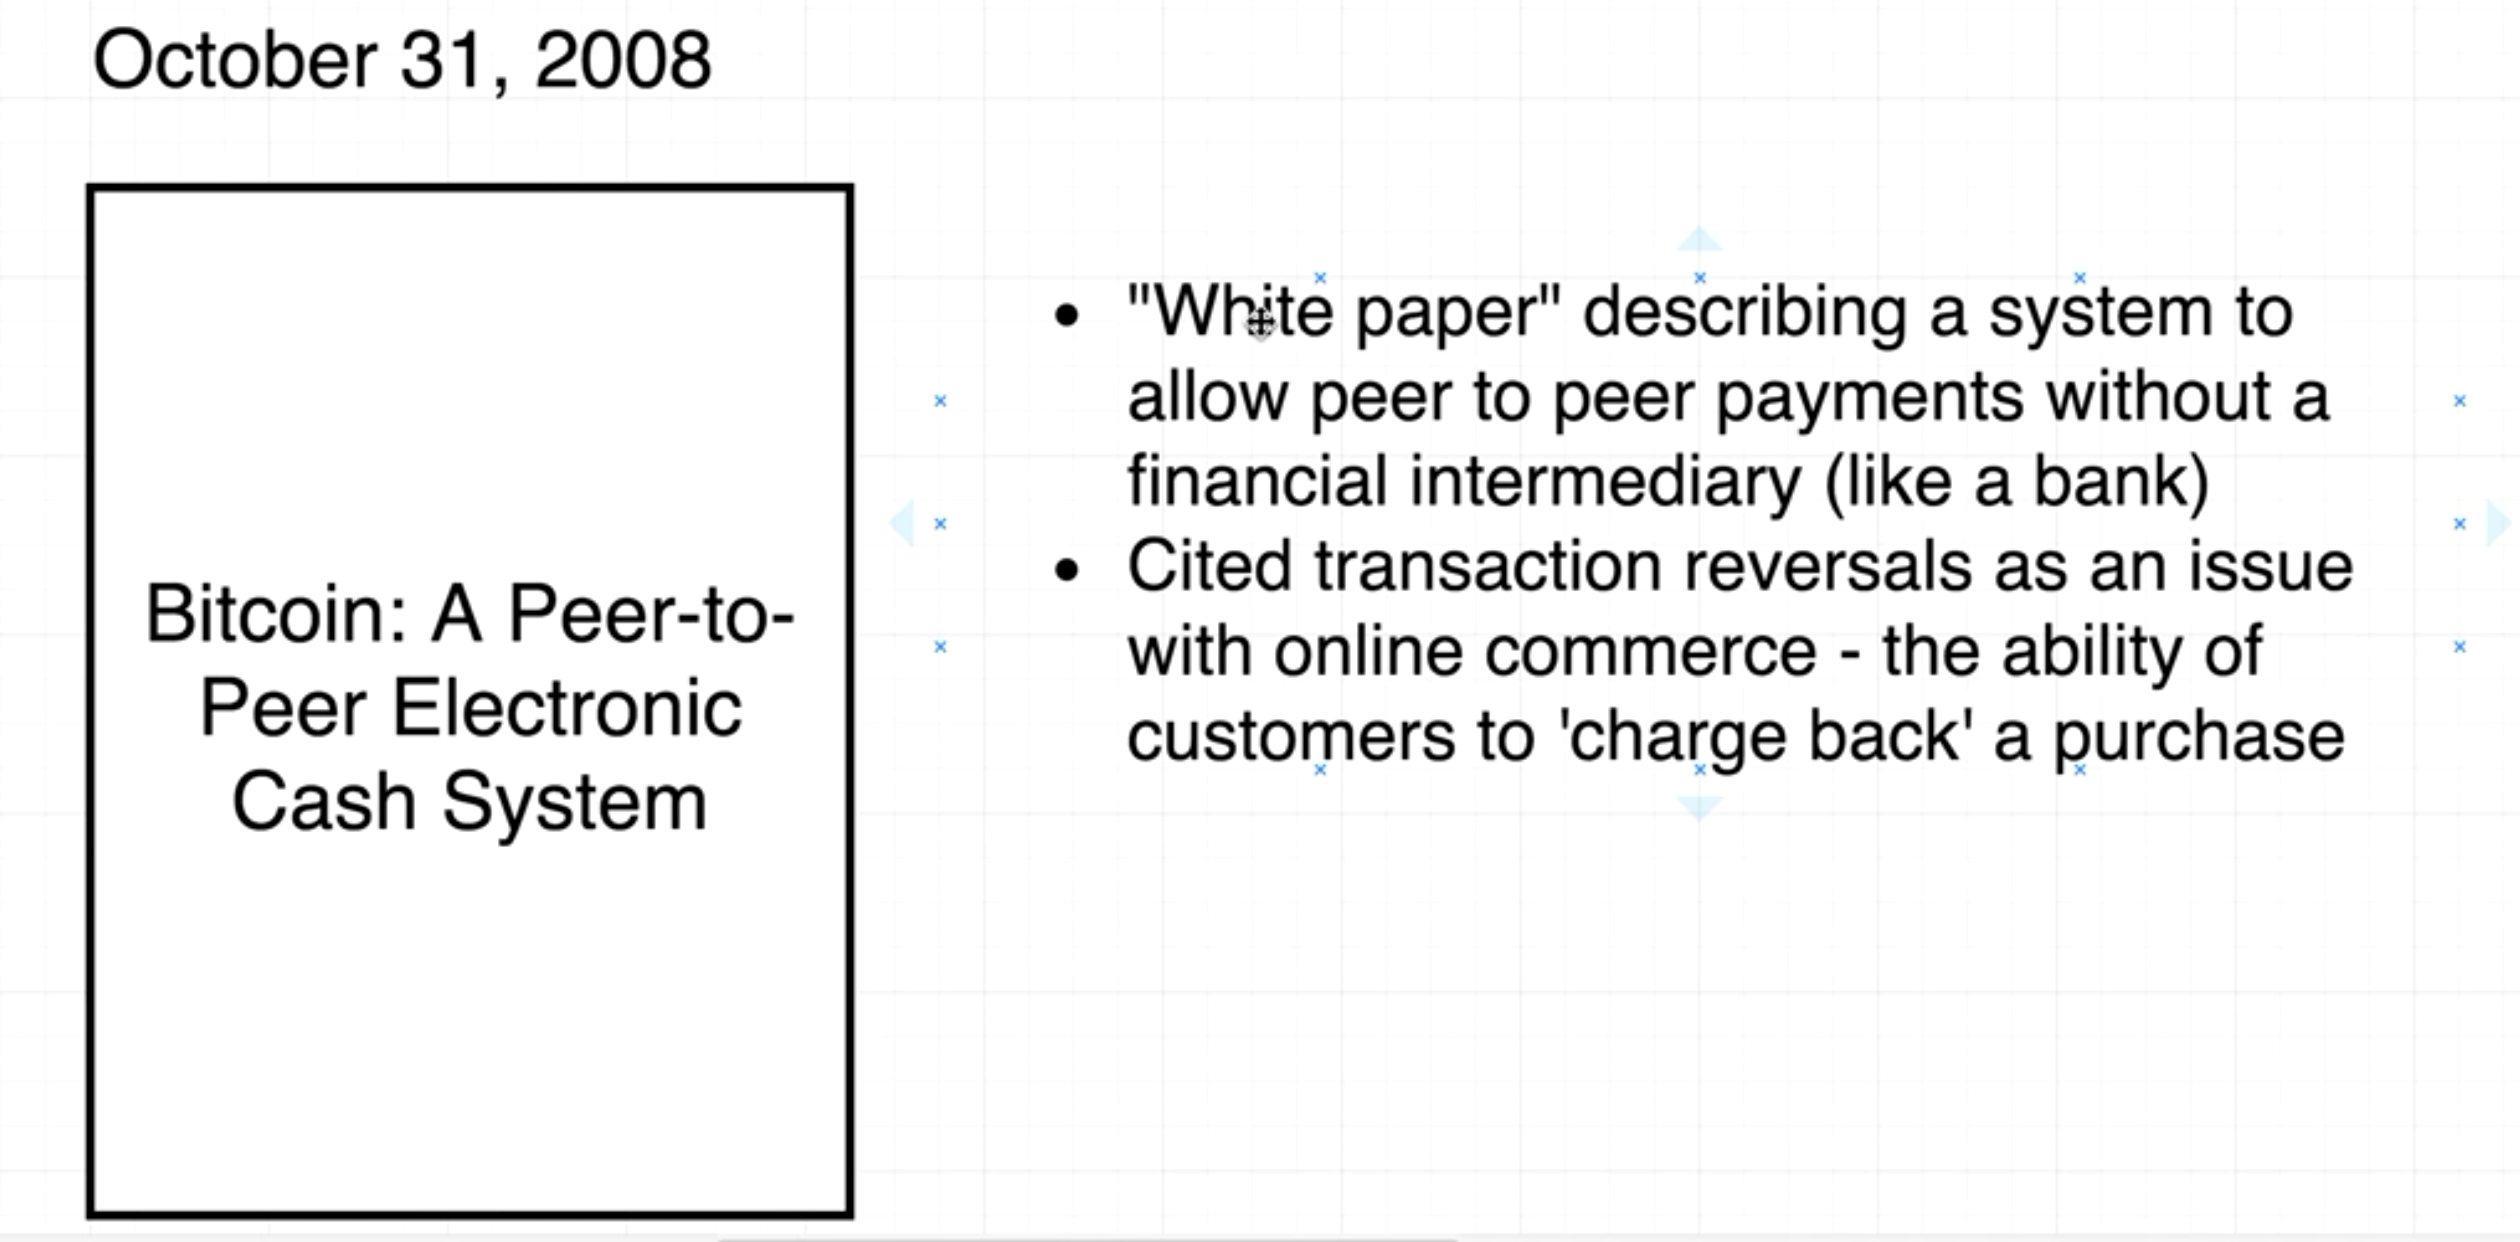 October 31, 2008
Bitcoin: A Peer-to-
Peer Electronic
Cash System
• "White paper" describing a system to
allow peer to peer payments without a
financial intermediary (like a bank)
• Cited transaction reversals as an issue
with online commerce - the ability of
customers to 'charge back' a purchase